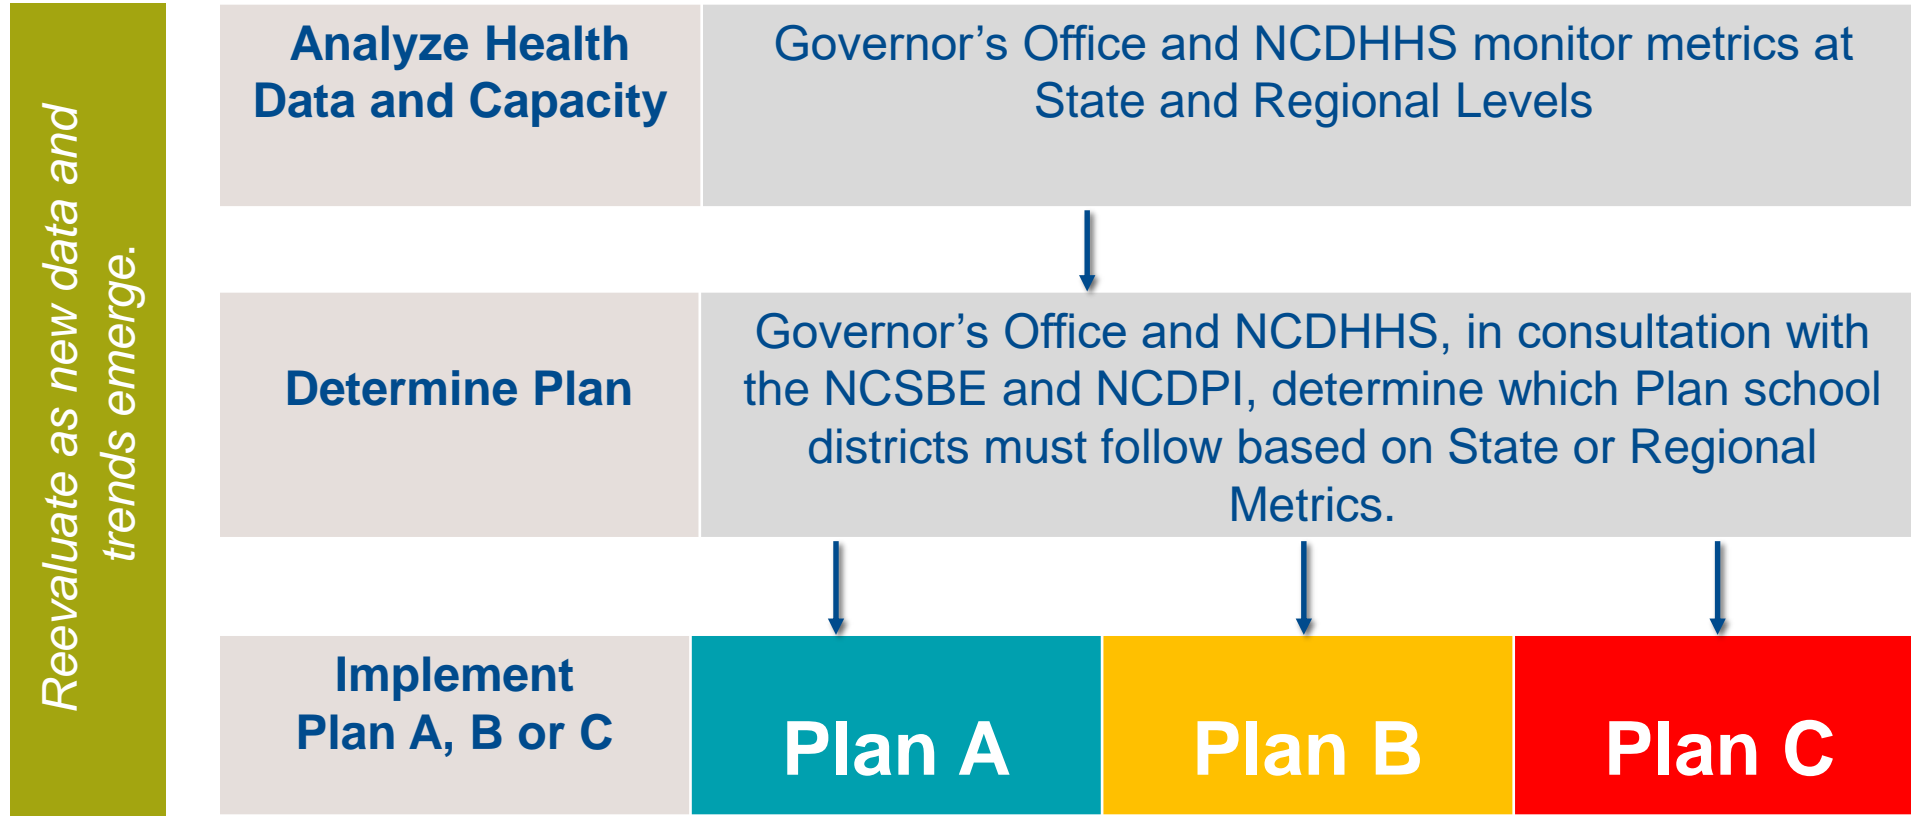 Reevaluate as new data and
trends emerge.
Analyze Health
Data and Capacity
Governor’s Office and NCDHHS monitor metrics at
State and Regional Levels
Determine Plan
Governor’s Office and NCDHHS, in consultation with
the NCSBE and NCDPI, determine which Plan school
districts must follow based on State or Regional
Metrics.
Implement
Plan A, B or C
Plan A
Plan B
Plan C